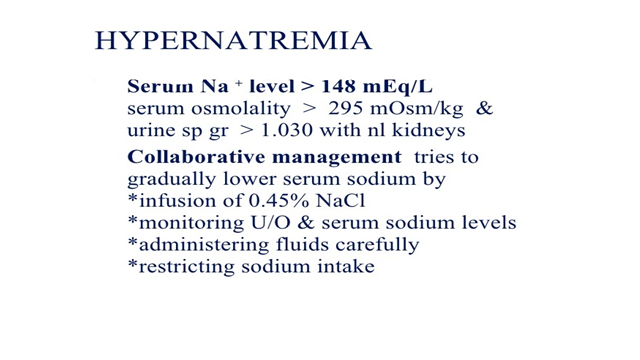 HYPERNATREMIA
Serum Na + level > 148 mEq/L
serum osmolality > 295 mOsm/kg &
urine sp gr > 1.030 with nl kidneys
Collaborative management tries to
gradually lower serum sodium by
*infusion of 0.45% NaCl
*monitoring U/O & serum sodium levels
*administering fluids carefully
*restricting sodium intake